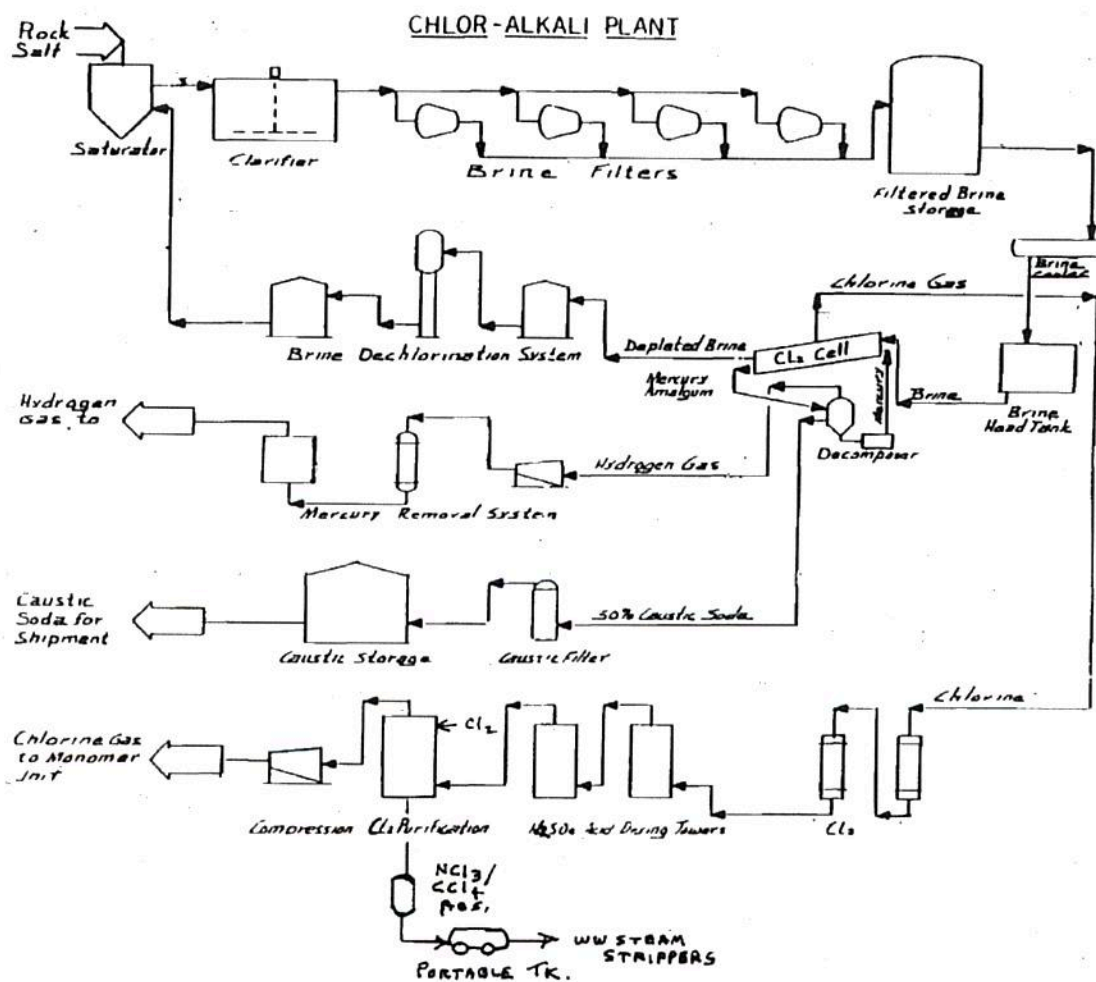 CHLOR-ALKALI PLANT
Rock
Salt
Saturator
Clarifier
Brine Filters
Filtered Brine
Storage
Brine
Cooler
Chlorine Gas
Depleted Brine
Cl₂ Cell
Mercury
Amalgum
Mercury
Brine
Brine
Head Tank
Decomposer
Brine Dechlorination System
Hydrogen
Gas, to
Hydrogen Gas
Mercury Removal System
Caustic
Soda for
Shipment
50% Caustic Soda
Caustic Storage
Caustic Filter
Chlorine
Cl₂
Chlorine Gas
to Monomer
Unit
Compression
Cl₂ Purification
Acid Drying Towers
Cl₂
NCl₃/
CCl₄
WW STEAM
STRIPPERS
PORTABLE TK.